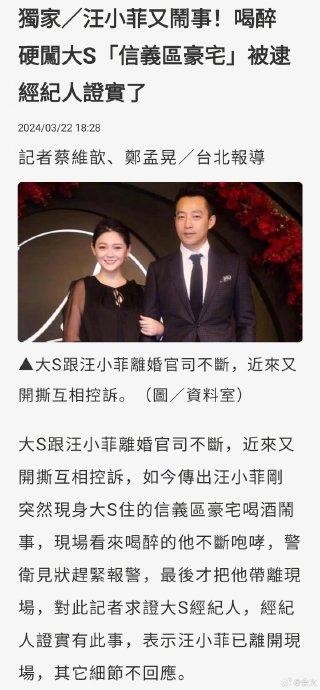 獨家／汪小菲又鬧事！喝醉
硬闖大S「信義區豪宅」被逮
經紀人證實了
2024/03/22 18:28
記者蔡維歆、鄭孟晃／台北報導
▲大S跟汪小菲離婚官司不斷，近來又
開撕互相控訴。（圖／資料室）
大S跟汪小菲離婚官司不斷，近來又
開撕互相控訴，如今傳出汪小菲剛
突然現身大S住的信義區豪宅喝酒鬧
事，現場看來喝醉的他不斷咆哮，警
衛見狀趕緊報警，最後才把他帶離現
場，對此記者求證大S經紀人，經紀
人證實有此事，表示汪小菲已離開現
場，其它細節不回應。